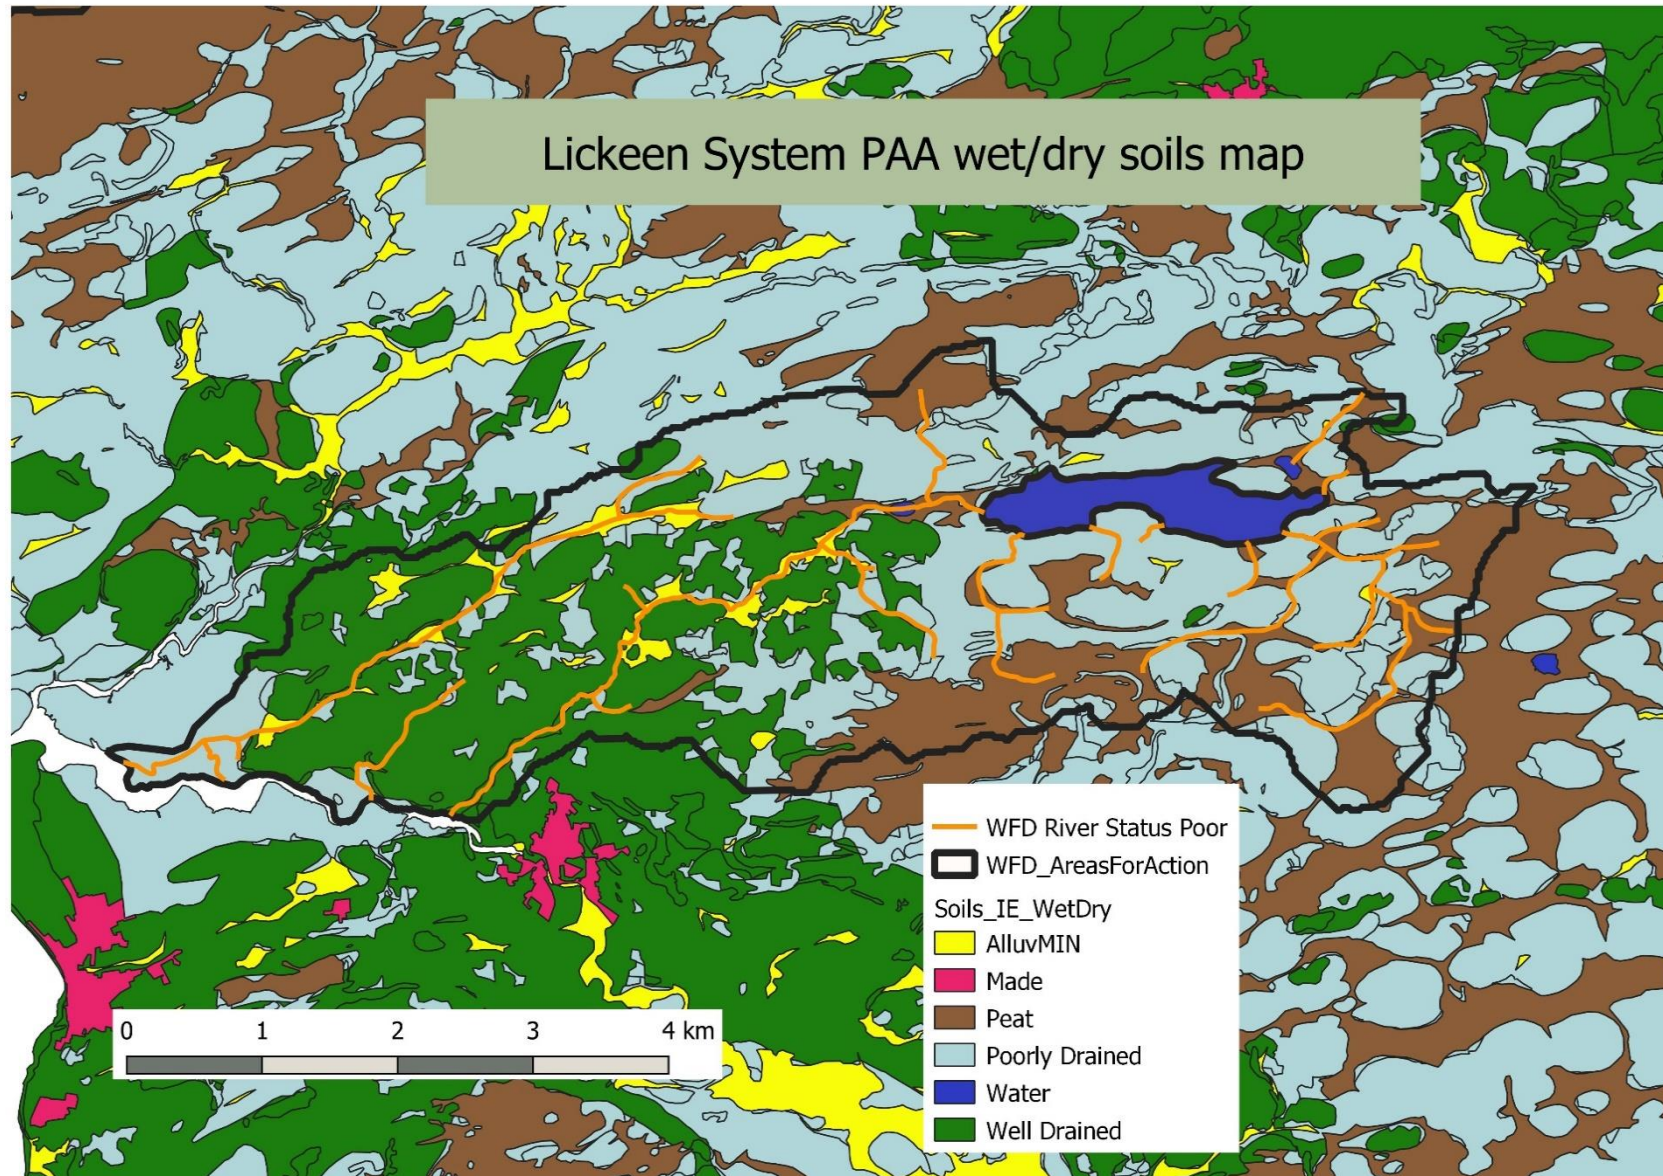 Lickeen System PAA wet/dry soils map
WFD River Status Poor
WFD_AreasForAction
Soils_IE_WetDry
AlluvMIN
Made
Peat
Poorly Drained
Water
Well Drained
0 1 2 3 4 km